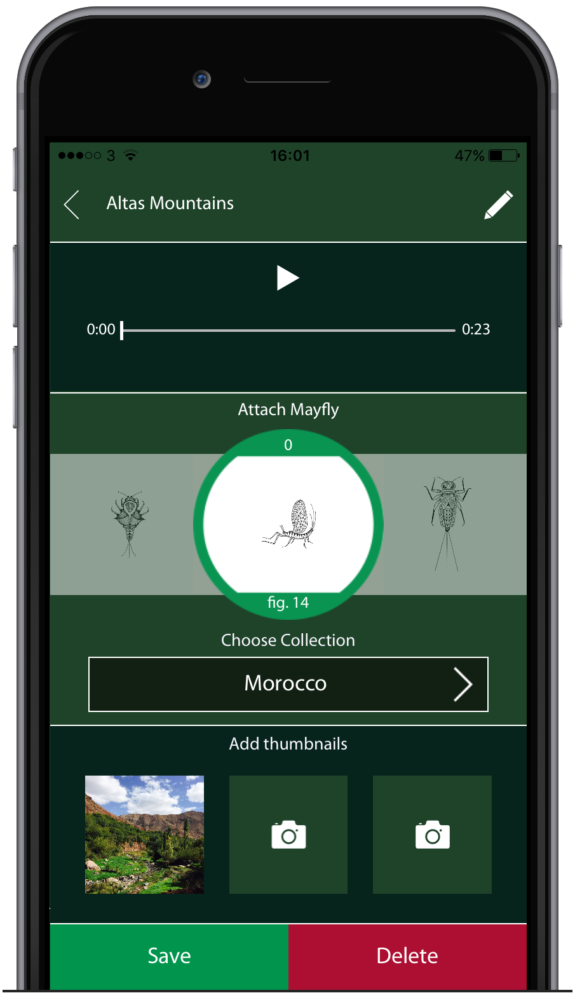 3 16:01 47%
Altas Mountains
0:00 0:23
Attach Mayfly
0
fig. 14
Choose Collection
Morocco
Add thumbnails
Save Delete